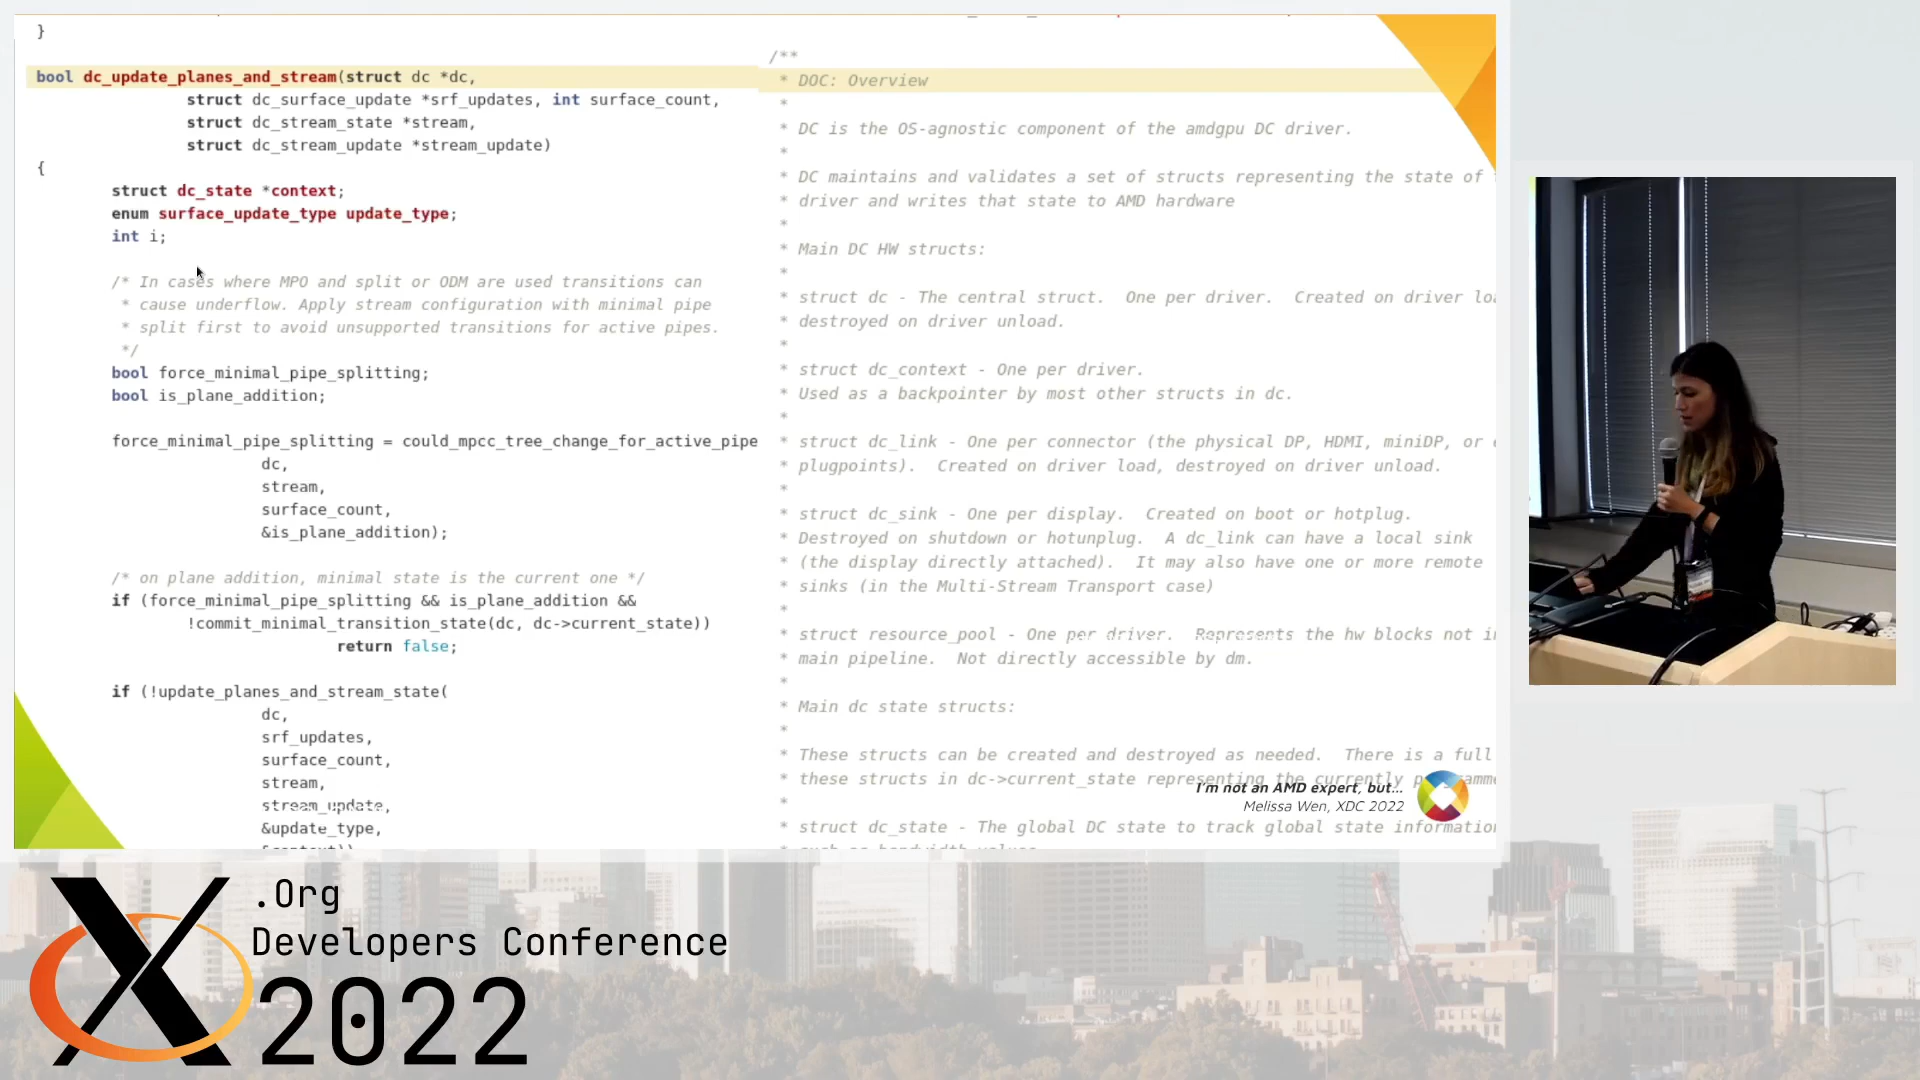 }
bool dc_update_planes_and_stream(struct dc *dc,
struct dc_surface_update *srf_updates, int surface_count,
struct dc_stream_state *stream,
struct dc_stream_update *stream_update)
{
struct dc_state *context;
enum surface_update_type update_type;
int i;
/* In cases where MPO and split or ODM are used transitions can
* cause underflow. Apply stream configuration with minimal pipe
* split first to avoid unsupported transitions for active pipes.
*/
bool force_minimal_pipe_splitting;
bool is_plane_addition;
force_minimal_pipe_splitting = could_mpcc_tree_change_for_active_pipe
dc,
stream,
surface_count,
&is_plane_addition);
/* on plane addition, minimal state is the current one */
if (force_minimal_pipe_splitting && is_plane_addition &&
!commit_minimal_transition_state(dc, dc->current_state))
return false;
if (!update_planes_and_stream_state(
dc,
srf_updates,
surface_count,
stream,
stream_update,
&update_type,
/**
* DOC: Overview
*
* DC is the OS-agnostic component of the amdgpu DC driver.
*
* DC maintains and validates a set of structs representing the state of
* driver and writes that state to AMD hardware
*
* Main DC HW structs:
*
* struct dc - The central struct.  One per driver.  Created on driver loa
* destroyed on driver unload.
*
* struct dc_context - One per driver.
* Used as a backpointer by most other structs in dc.
*
* struct dc_link - One per connector (the physical DP, HDMI, miniDP, or
* plugpoints).  Created on driver load, destroyed on driver unload.
*
* struct dc_sink - One per display.  Created on boot or hotplug.
* Destroyed on shutdown or hotunplug.  A dc_link can have a local sink
* (the display directly attached).  It may also have one or more remote
* sinks (in the Multi-Stream Transport case)
*
* struct resource_pool - One per driver.  Represents the hw blocks not i
* main pipeline.  Not directly accessible by dm.
*
* Main dc state structs:
*
* These structs can be created and destroyed as needed.  There is a full
* these structs in dc->current_state representing the currently
*
* struct dc_state - The global DC state to track global state informatio
I'm not an AMD expert, but...
Melissa Wen, XDC 2022
.Org
Developers Conference
2022